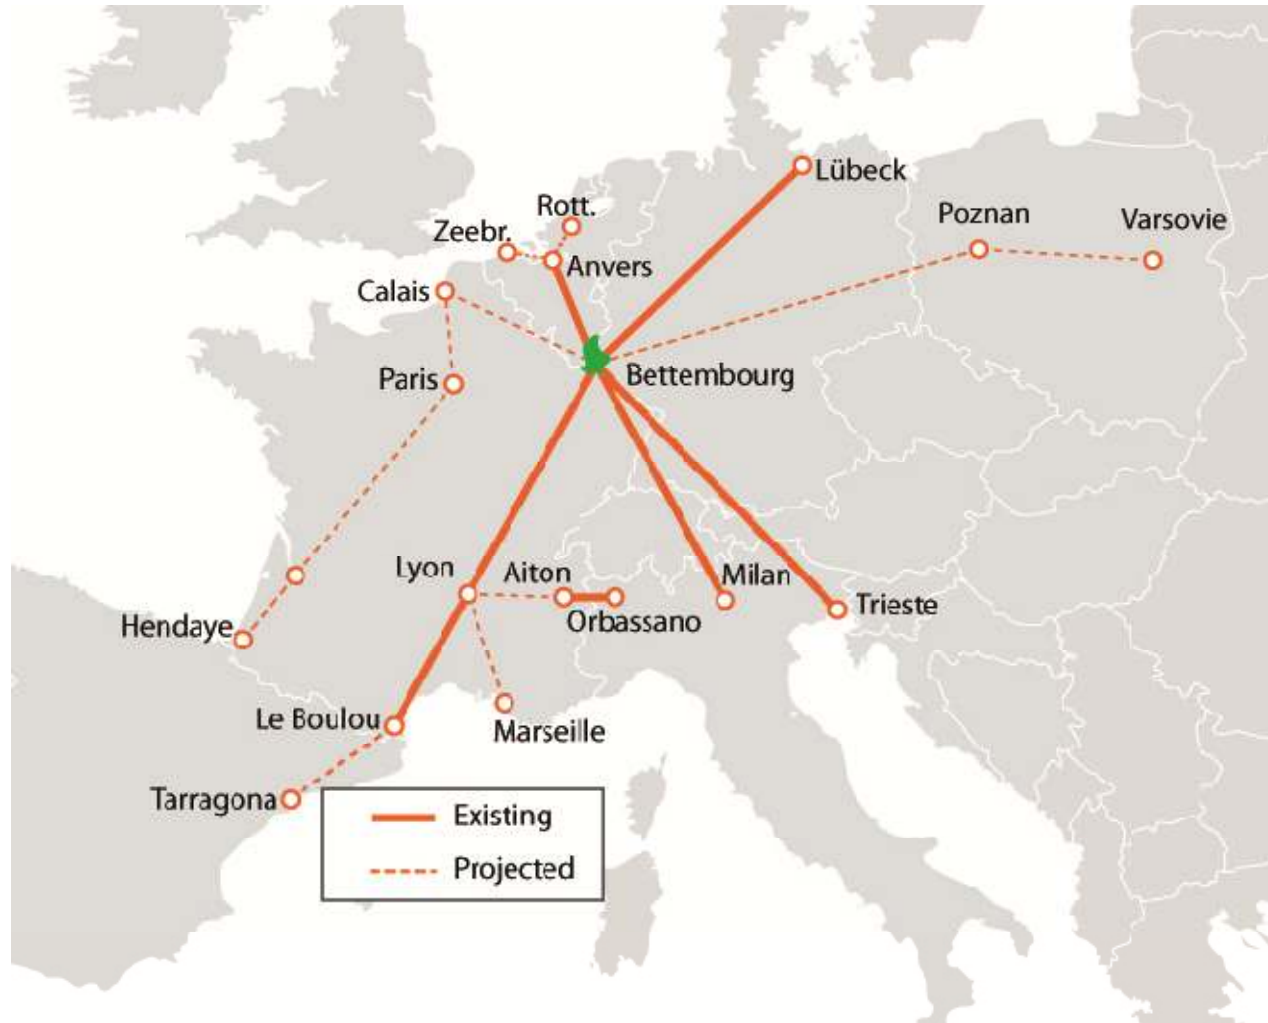 Lübeck
Rott.
Poznan
Varsovie
Zeebr.
Anvers
Calais
Paris
Bettembourg
Lyon
Aiton
Milan
Trieste
Orbassano
Hendaye
Le Boulou
Marseille
Tarragona
Existing
Projected